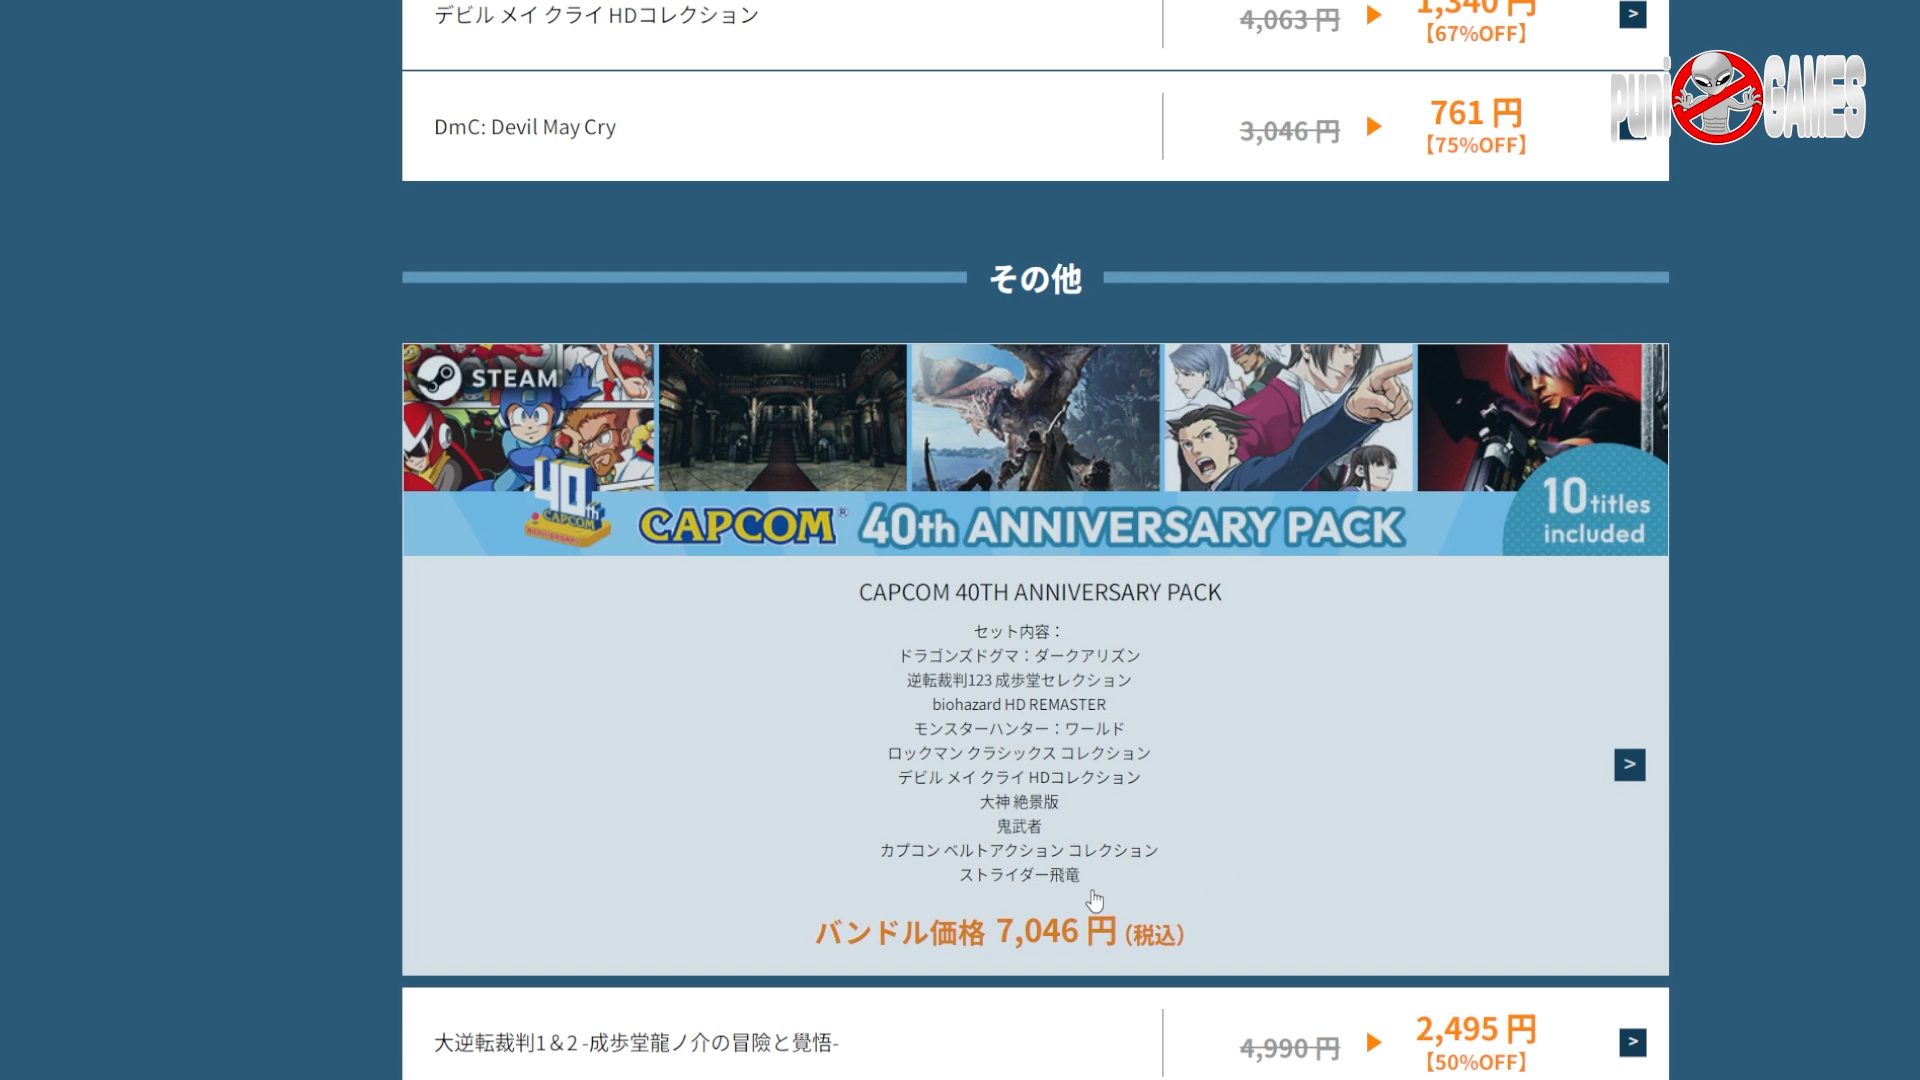 デビル メイ クライ HDコレクション
4,063 円
1,340 円
【67%OFF】
>
PUNiGAMES
DmC: Devil May Cry
3,046 円
761 円
【75%OFF】
その他
STEAM
40th
CAPCOM
ANNIVERSARY
CAPCOM® 40th ANNIVERSARY PACK
10 titles
included
CAPCOM 40TH ANNIVERSARY PACK
セット内容：
ドラゴンズドグマ：ダークアリズン
逆転裁判123 成歩堂セレクション
biohazard HD REMASTER
モンスターハンター：ワールド
ロックマン クラシックス コレクション
デビル メイ クライ HDコレクション
大神 絶景版
鬼武者
カプコン ベルトアクション コレクション
ストライダー飛竜
>
バンドル価格 7,046 円 (税込)
大逆転裁判1＆2 -成歩堂龍ノ介の冒險と覺悟-
4,990 円
2,495 円
【50%OFF】
>